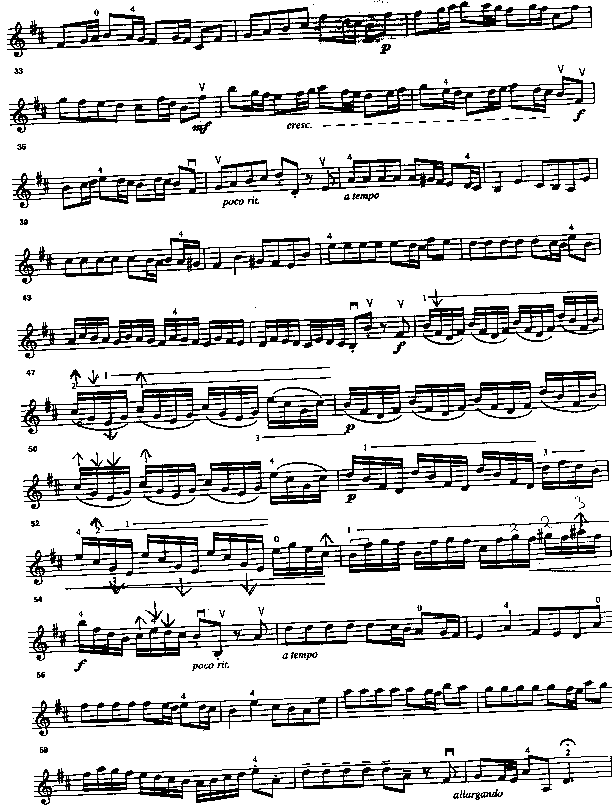 0 4
p
33
V
mf cresc. V V f
36
4 V V 4 4
poco rit. a tempo
39
4 4 4
43
4 V V 1
f
47
2 1
3 p
50
4 1 3
p
52
4 2 1 0 1 2 2 3
54
4 V V 0 4 0
f poco rit. a tempo
56
4 4 4
59
4 4 2
allargando